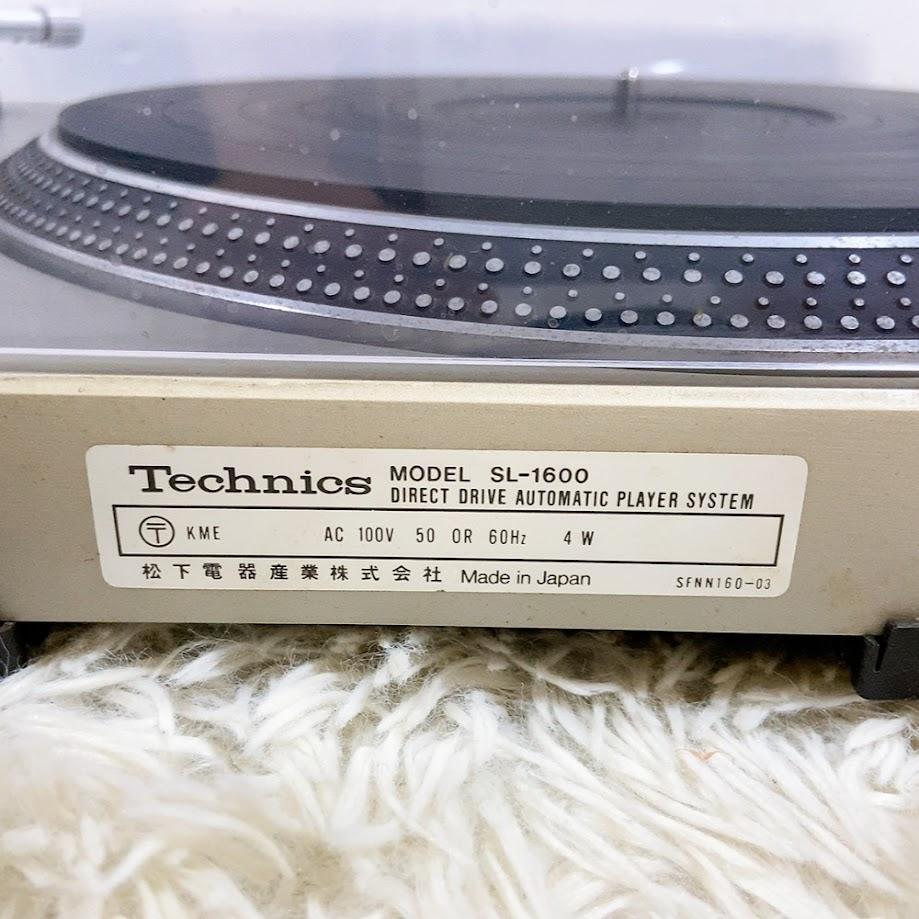 Technics MODEL SL-1600
DIRECT DRIVE AUTOMATIC PLAYER SYSTEM
〒 KME AC 100V 50 OR 60Hz 4 W
松下電器産業株式会社 Made in Japan SFNN160-03